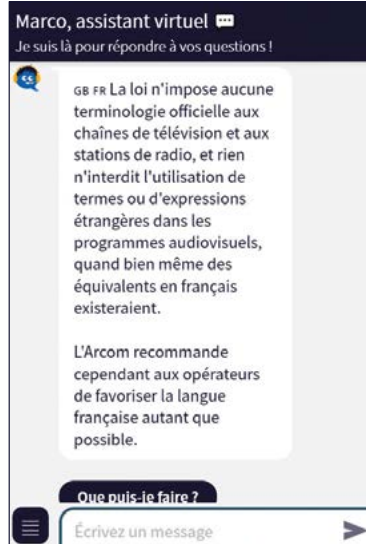 Marco, assistant virtuel 💬
Je suis là pour répondre à vos questions !
GB FR La loi n'impose aucune
terminologie officielle aux
chaînes de télévision et aux
stations de radio, et rien
n'interdit l'utilisation de
termes ou d'expressions
étrangères dans les
programmes audiovisuels,
quand bien même des
équivalents en français
existeraient.
L'Arcom recommande
cependant aux opérateurs
de favoriser la langue
française autant que
possible.
Que puis-je faire ?
Écrivez un message